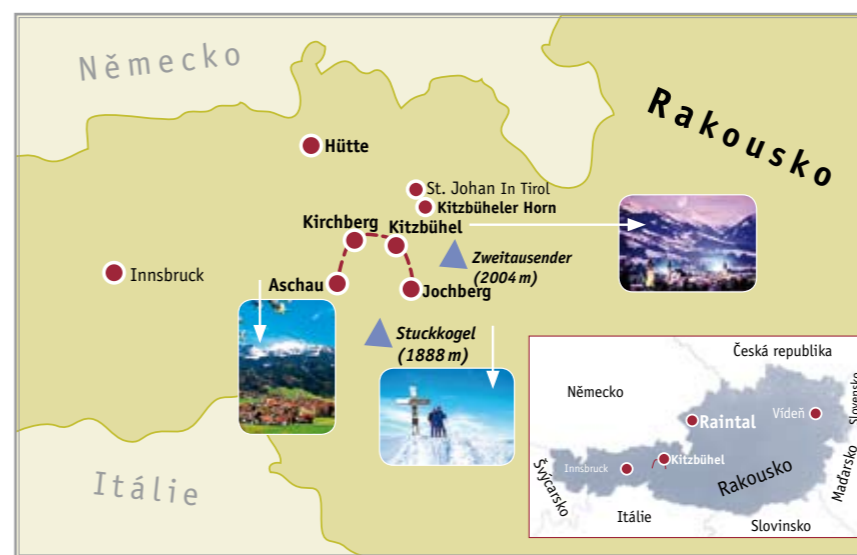 Německo
Rakousko
Hütte
St. Johan In Tirol
Kitzbüheler Horn
Kirchberg
Kitzbühel
Zweitausender
(2004 m)
Innsbruck
Aschau
Jochberg
Stuckkogel
(1888 m)
Itálie
Česká republika
Německo
Slovensko
Raintal
Vídeň
Maďarsko
Kitzbühel
Innsbruck
Rakousko
Švýcarsko
Itálie
Slovinsko